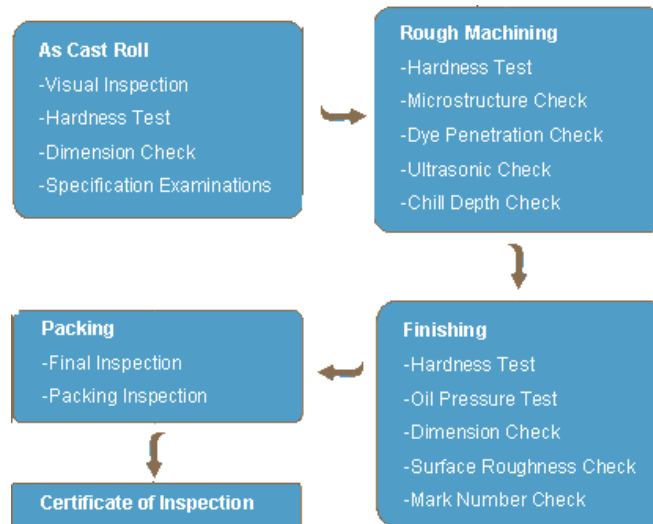 As Cast Roll
-Visual Inspection
-Hardness Test
-Dimension Check
-Specification Examinations
Rough Machining
-Hardness Test
-Microstructure Check
-Dye Penetration Check
-Ultrasonic Check
-Chill Depth Check
Finishing
-Hardness Test
-Oil Pressure Test
-Dimension Check
-Surface Roughness Check
-Mark Number Check
Packing
-Final Inspection
-Packing Inspection
Certificate of Inspection